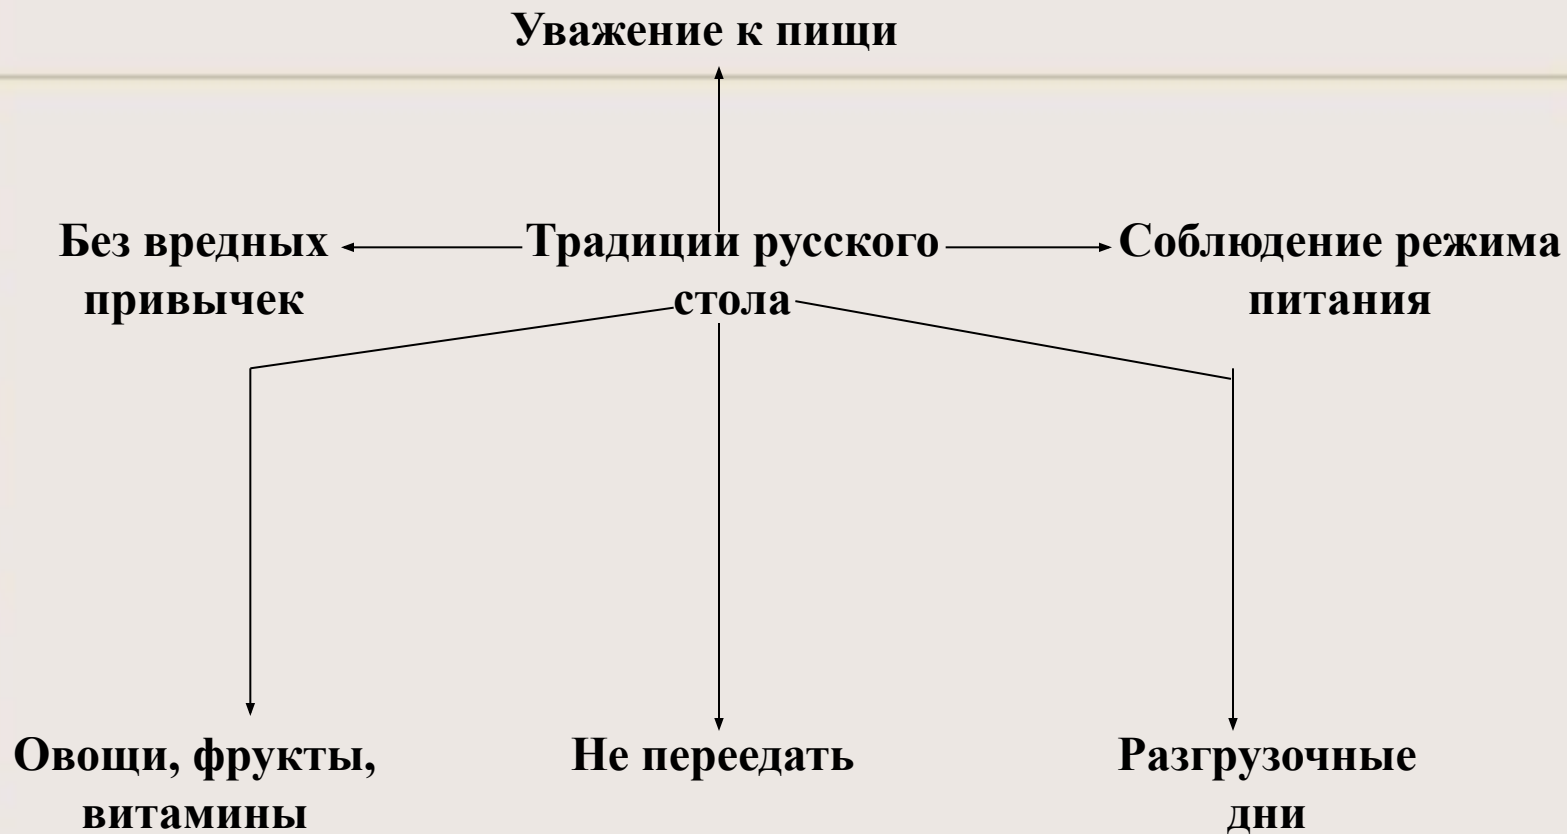 Уважение к пищи
Без вредных
привычек
Традиции русского
стола
Соблюдение режима
питания
Овощи, фрукты,
витамины
Не переедать
Разгрузочные
дни